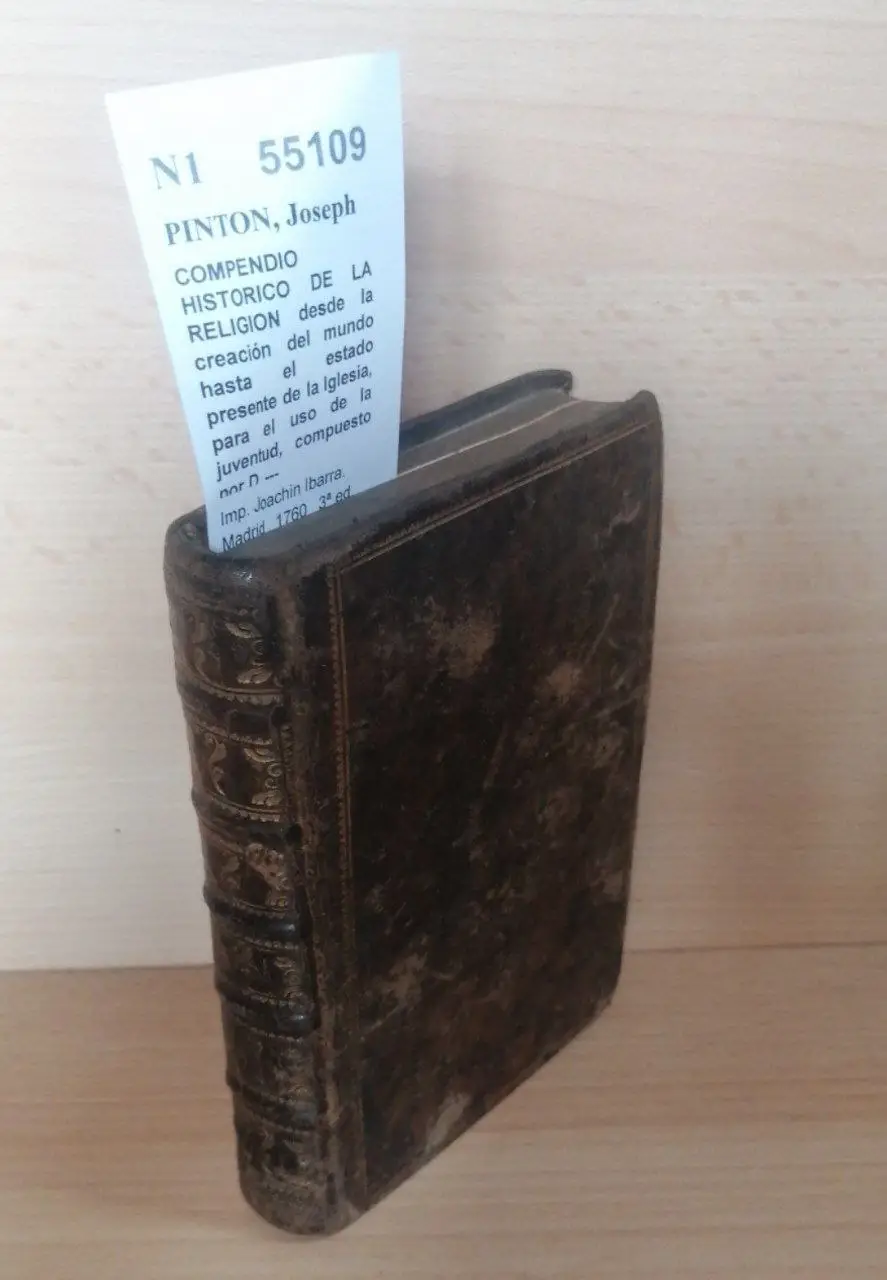 N1 55109
PINTON, Joseph
COMPENDIO
HISTORICO DE LA
RELIGION desde la
creación del mundo
hasta el estado
presente de la Iglesia,
para el uso de la
juventud, compuesto
por D ---
Imp. Joachin Ibarra.
Madrid 1760 3ª ed